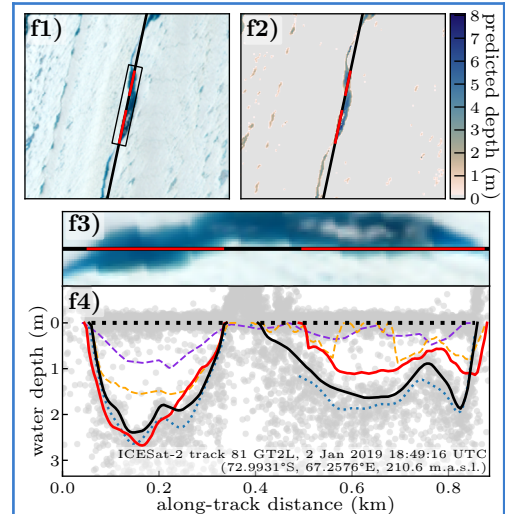 f1)
f2)
predicted depth (m)
8
7
6
5
4
3
2
1
0
f3)
f4)
water depth (m)
0
1
2
3
ICESat-2 track 81 GT2L, 2 Jan 2019 18:49:16 UTC
(72.9931°S, 67.2576°E, 210.6 m.a.s.l.)
0.0 0.2 0.4 0.6 0.8
along-track distance (km)